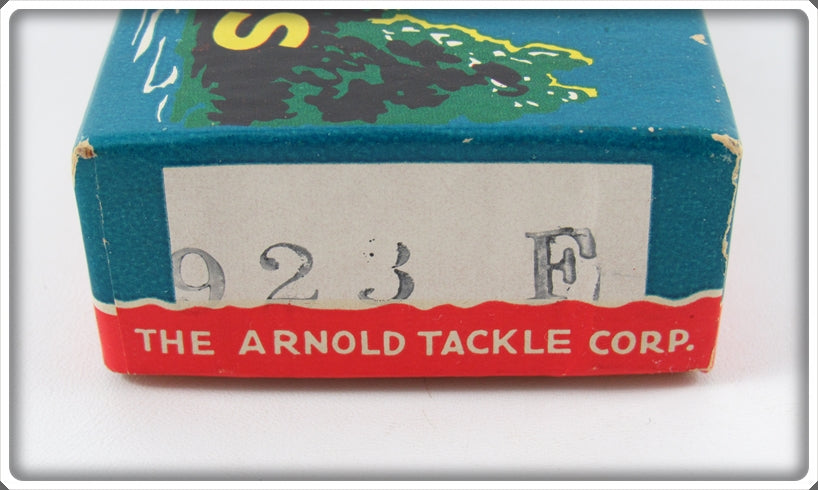 S
923 F
THE ARNOLD TACKLE CORP.